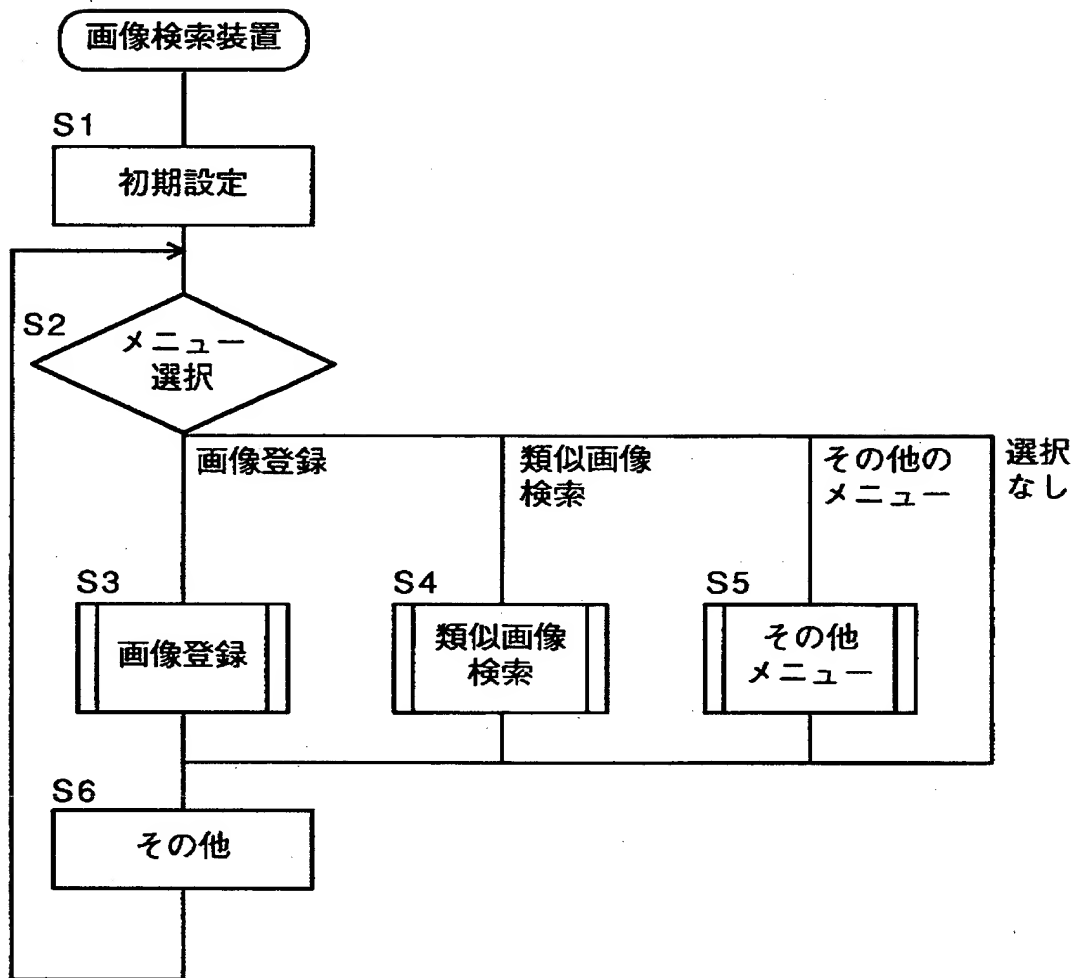 画像検索装置
S1
初期設定
S2
メニュー
選択
画像登録
類似画像
検索
その他の
メニュー
選択
なし
S3
画像登録
S4
類似画像
検索
S5
その他
メニュー
S6
その他